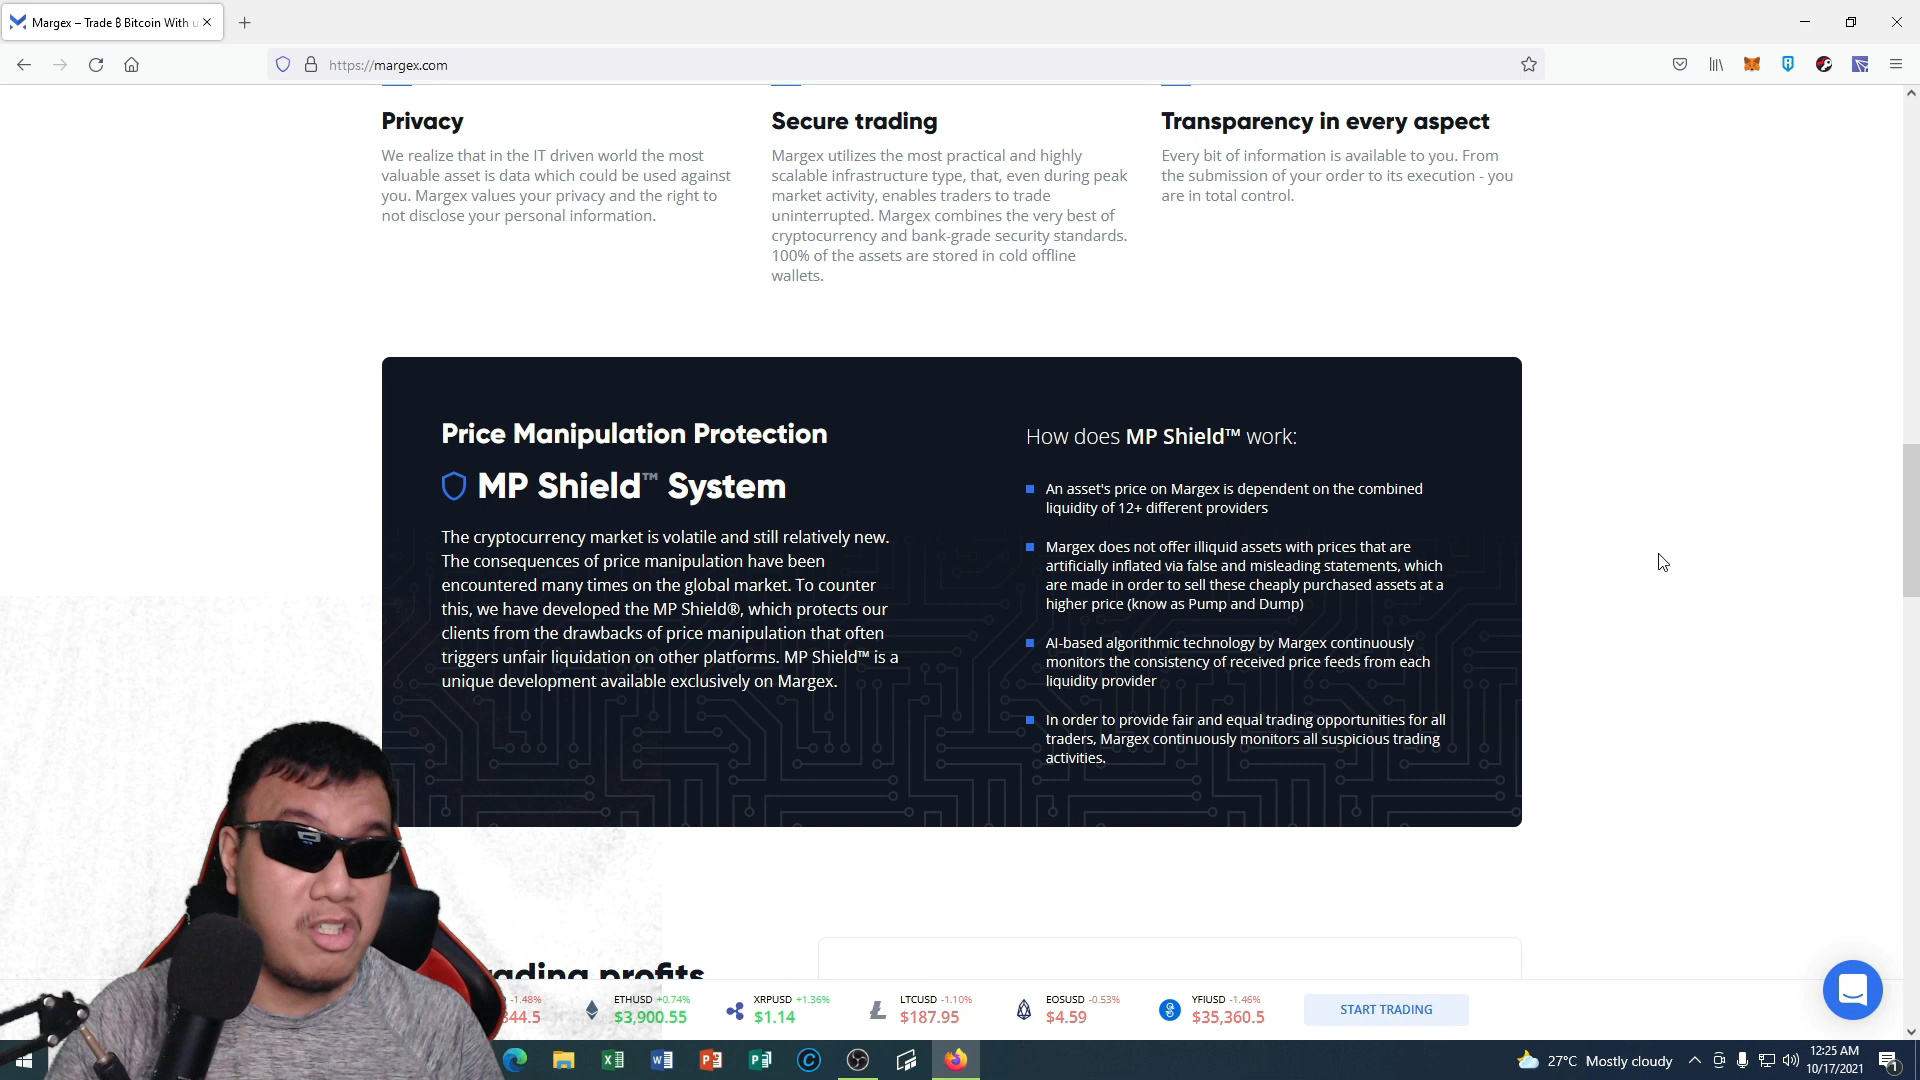 Margex – Trade ₿ Bitcoin With u
https://margex.com
Privacy
We realize that in the IT driven world the most
valuable asset is data which could be used against
you. Margex values your privacy and the right to
not disclose your personal information.
Secure trading
Margex utilizes the most practical and highly
scalable infrastructure type, that, even during peak
market activity, enables traders to trade
uninterrupted. Margex combines the very best of
cryptocurrency and bank-grade security standards.
100% of the assets are stored in cold offline
wallets.
Transparency in every aspect
Every bit of information is available to you. From
the submission of your order to its execution - you
are in total control.
Price Manipulation Protection
MP Shield™ System
The cryptocurrency market is volatile and still relatively new.
The consequences of price manipulation have been
encountered many times on the global market. To counter
this, we have developed the MP Shield®, which protects our
clients from the drawbacks of price manipulation that often
triggers unfair liquidation on other platforms. MP Shield™ is a
unique development available exclusively on Margex.
How does MP Shield™ work:
An asset's price on Margex is dependent on the combined
liquidity of 12+ different providers
Margex does not offer illiquid assets with prices that are
artificially inflated via false and misleading statements, which
are made in order to sell these cheaply purchased assets at a
higher price (know as Pump and Dump)
AI-based algorithmic technology by Margex continuously
monitors the consistency of received price feeds from each
liquidity provider
In order to provide fair and equal trading opportunities for all
traders, Margex continuously monitors all suspicious trading
activities.
profits
-1.48%
344.5
ETHUSD +0.74%
$3,900.55
XRPUSD +1.36%
$1.14
LTCUSD -1.10%
$187.95
EOSUSD -0.53%
$4.59
YFIUSD -1.46%
$35,360.5
START TRADING
27°C Mostly cloudy
12:25 AM
10/17/2021
1